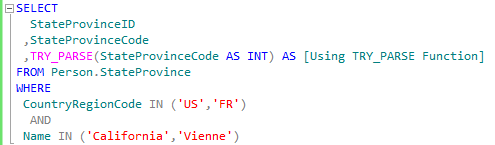 SELECT
StateProvinceID
,StateProvinceCode
,TRY_PARSE(StateProvinceCode AS INT) AS [Using TRY_PARSE Function]
FROM Person.StateProvince
WHERE
CountryRegionCode IN ('US','FR')
AND
Name IN ('California','Vienne')